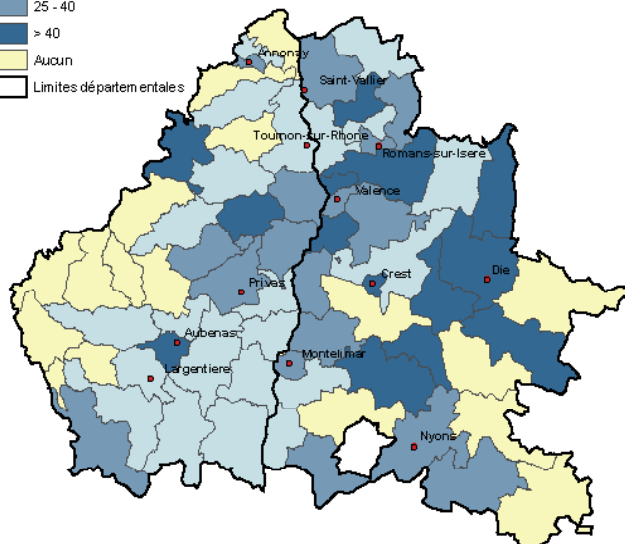 25 - 40
> 40
Aucun
Limites départementales
Annonay
Saint-Vallier
Tournon-sur-Rhone
Romans-sur-Isere
Valence
Crest
Die
Privas
Aubenas
Montelimar
Largentiere
Nyons